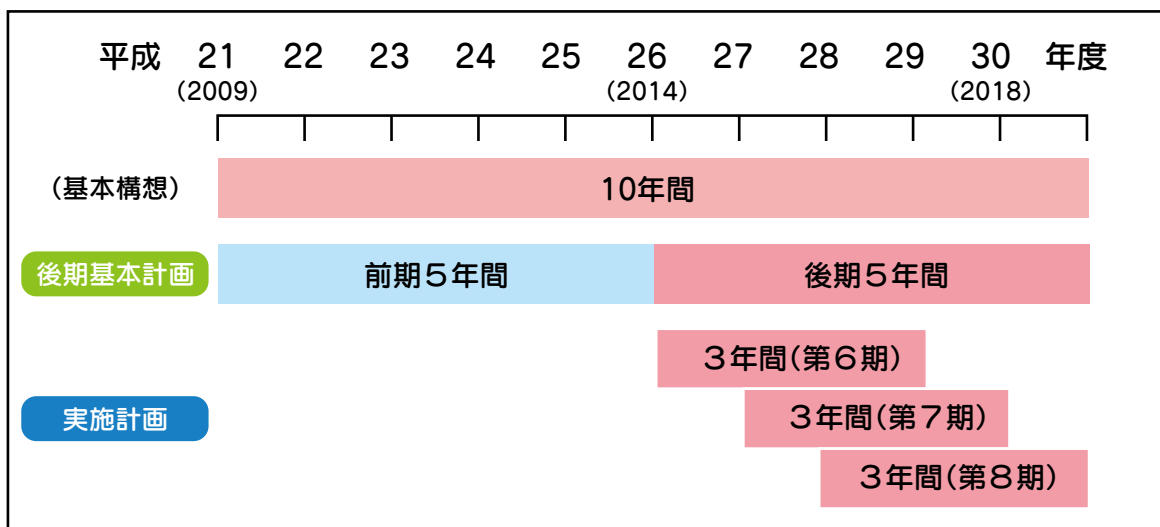 平成 21 22 23 24 25 26 27 28 29 30 年度
(2009) (2014) (2018)
(基本構想) 10年間
後期基本計画 前期5年間 後期5年間
3年間(第6期)
実施計画 3年間(第7期)
3年間(第8期)